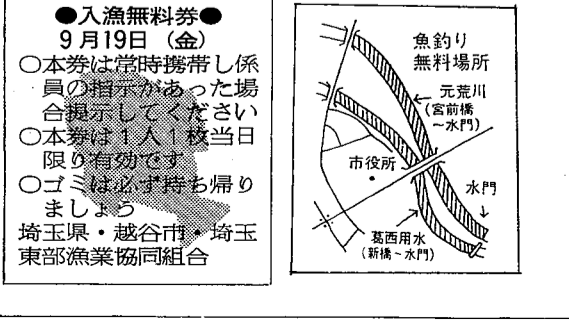 ●入漁無料券●
9月19日（金）
○本券は常時携帯し係
員の指示があった場
合提示してください
○本券は1人1枚当日
限り有効です
○ゴミは必ず持ち帰り
ましょう
埼玉県・越谷市・埼玉
東部漁業協同組合
魚釣り
無料場所
元荒川
(宮前橋
～水門)
市役所
水門
葛西用水
(新橋～水門)